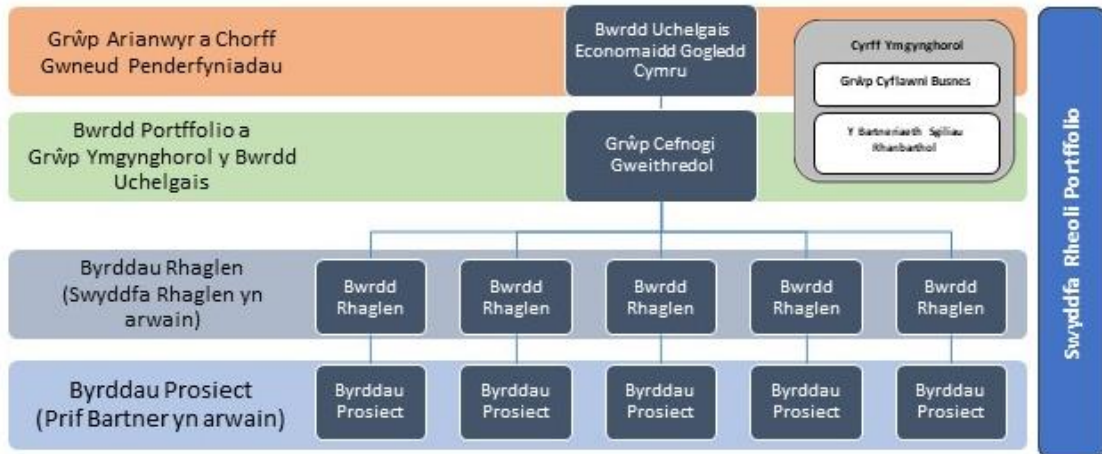 Grŵp Arianwyr a Chorff
Gwneud Penderfyniadau
Bwrdd Uchelgais
Economaidd Gogledd
Cymru
Cyrff Ymgynghorol
Grŵp Cyflawni Busnes
Y Bartneriaeth Sgiliau
Rhanbarthol
Bwrdd Portffolio a
Grŵp Ymgynghorol y Bwrdd
Uchelgais
Grŵp Cefnogi
Gweithredol
Byrddau Rhaglen
(Swyddfa Rhaglen yn
arwain)
Bwrdd
Rhaglen
Bwrdd
Rhaglen
Bwrdd
Rhaglen
Bwrdd
Rhaglen
Bwrdd
Rhaglen
Byrddau Prosiect
(Prif Bartner yn arwain)
Byrddau
Prosiect
Byrddau
Prosiect
Byrddau
Prosiect
Byrddau
Prosiect
Byrddau
Prosiect
Swyddfa Rheoli Portffolio